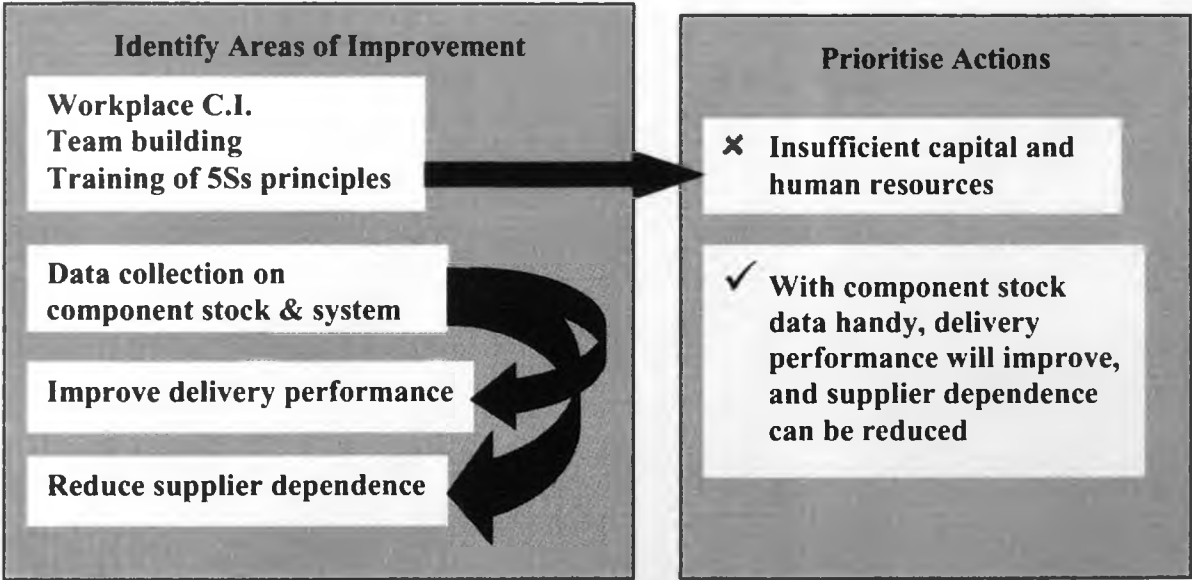 Identify Areas of Improvement
Workplace C.I.
Team building
Training of 5Ss principles
Data collection on
component stock & system
Improve delivery performance
Reduce supplier dependence
Prioritise Actions
✗ Insufficient capital and
human resources
✓ With component stock
data handy, delivery
performance will improve,
and supplier dependence
can be reduced